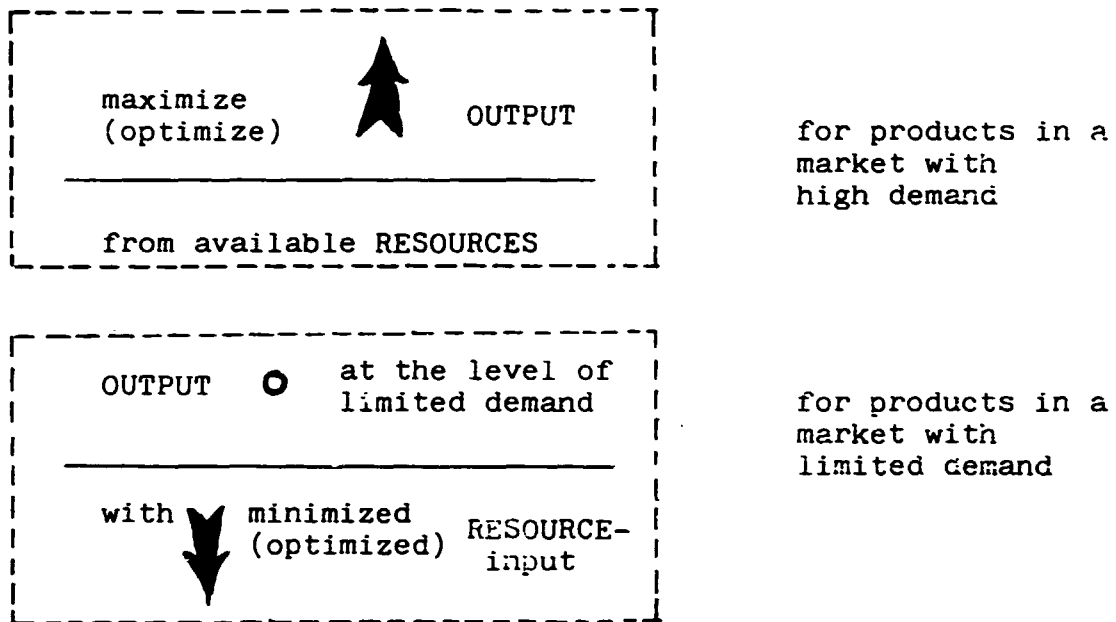 maximize
(optimize)
OUTPUT
from available RESOURCES
for products in a
market with
high demand
OUTPUT
at the level of
limited demand
with minimized
(optimized)
RESOURCE-
input
for products in a
market with
limited demand